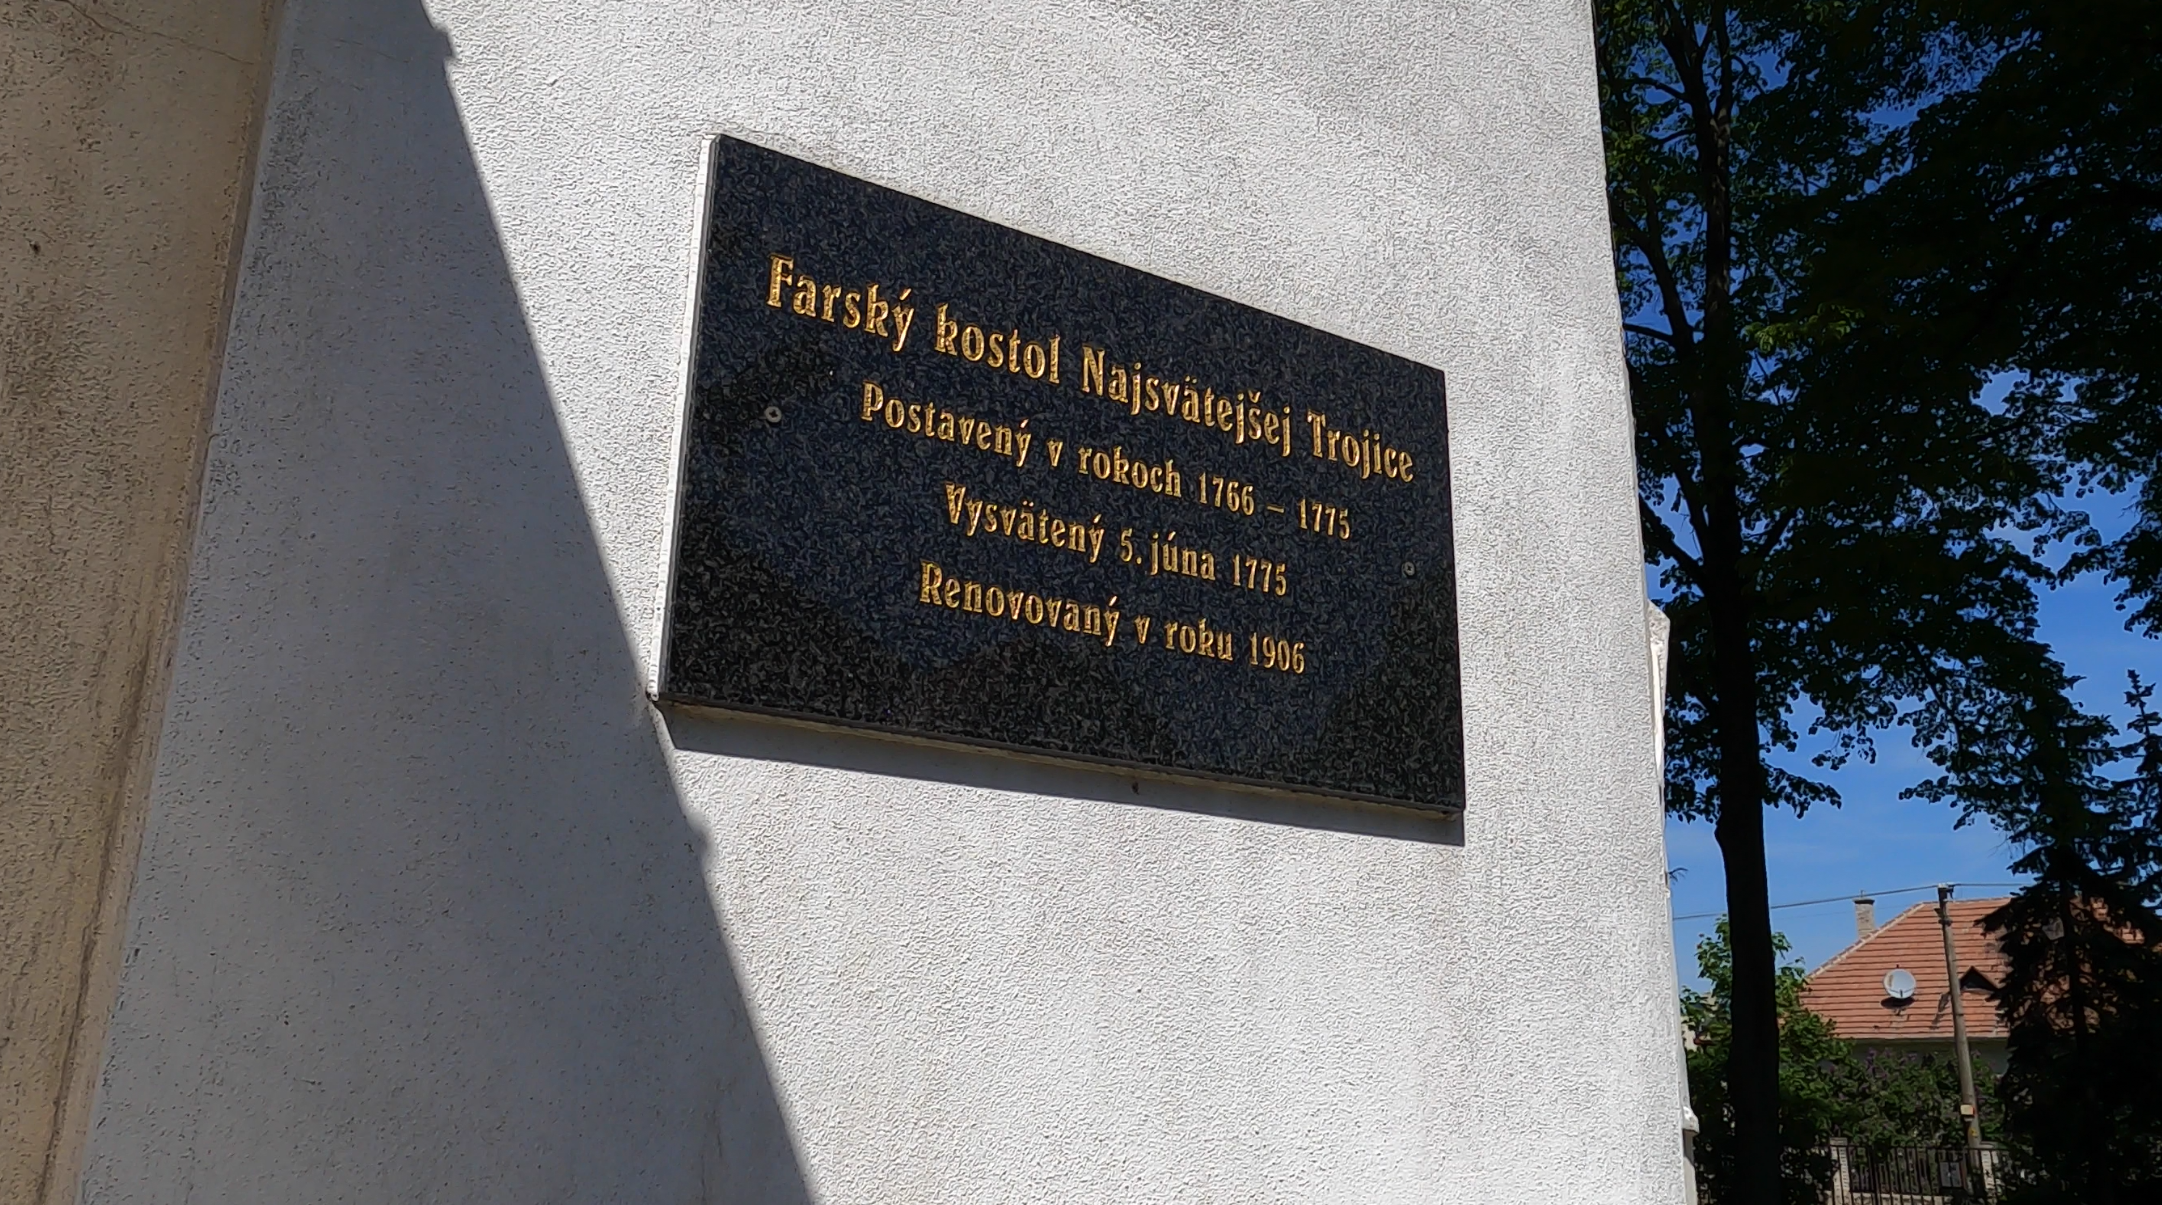 Farský kostol Najsvätejšej Trojice
Postavený v rokoch 1766 – 1775
Vysvätený 5. júna 1775
Renovovaný v roku 1906